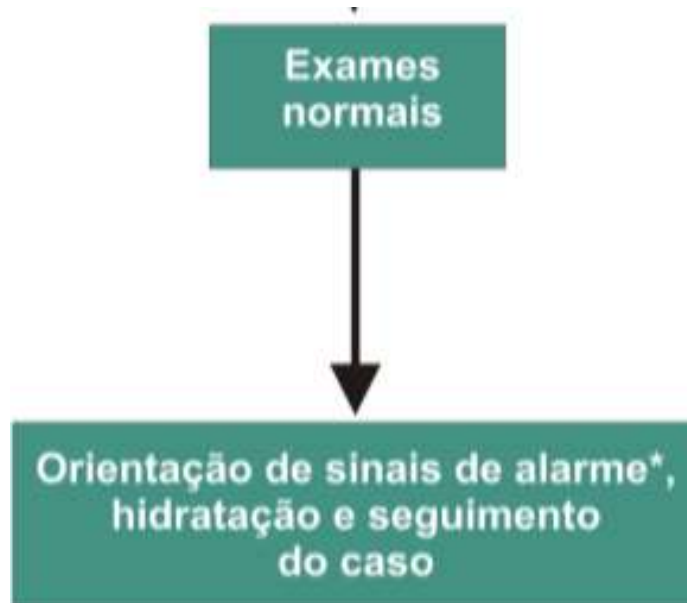 Exames
normais
Orientação de sinais de alarme*,
hidratação e seguimento
do caso